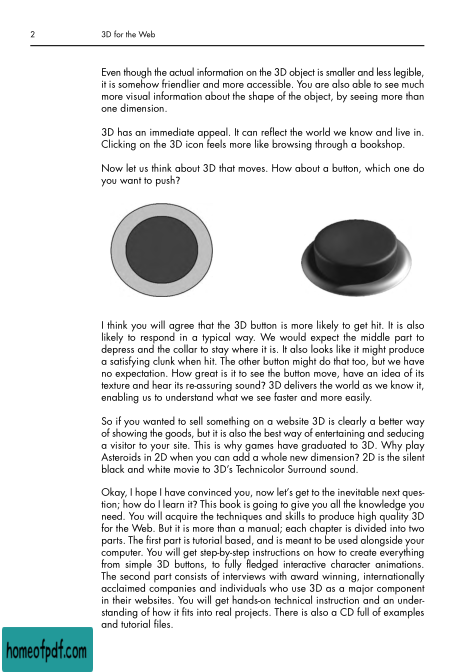 2
3D for the Web
Even though the actual information on the 3D object is smaller and less legible,
it is somehow friendlier and more accessible. You are also able to see much
more visual information about the shape of the object, by seeing more than
one dimension.
3D has an immediate appeal. It can reflect the world we know and live in.
Clicking on the 3D icon feels more like browsing through a bookshop.
Now let us think about 3D that moves. How about a button, which one do
you want to push?
I think you will agree that the 3D button is more likely to get hit. It is also
likely to respond in a typical way. We would expect the middle part to
depress and the collar to stay where it is. It also looks like it might produce
a satisfying clunk when hit. The other button might do that too, but we have
no expectation. How great is it to see the button move, have an idea of its
texture and hear its re-assuring sound? 3D delivers the world as we know it,
enabling us to understand what we see faster and more easily.
So if you wanted to sell something on a website 3D is clearly a better way
of showing the goods, but it is also the best way of entertaining and seducing
a visitor to your site. This is why games have graduated to 3D. Why play
Asteroids in 2D when you can add a whole new dimension? 2D is the silent
black and white movie to 3D's Technicolor Surround sound.
Okay, I hope I have convinced you, now let's get to the inevitable next ques-
tion; how do I learn it? This book is going to give you all the knowledge you
need. You will acquire the techniques and skills to produce high quality 3D
for the Web. But it is more than a manual; each chapter is divided into two
parts. The first part is tutorial based, and is meant to be used alongside your
computer. You will get step-by-step instructions on how to create everything
from simple 3D buttons, to fully fledged interactive character animations.
The second part consists of interviews with award winning, internationally
acclaimed companies and individuals who use 3D as a major component
in their websites. You will get hands-on technical instruction and an under-
standing of how it fits into real projects. There is also a CD full of examples
and tutorial files.
homeofpdf.com